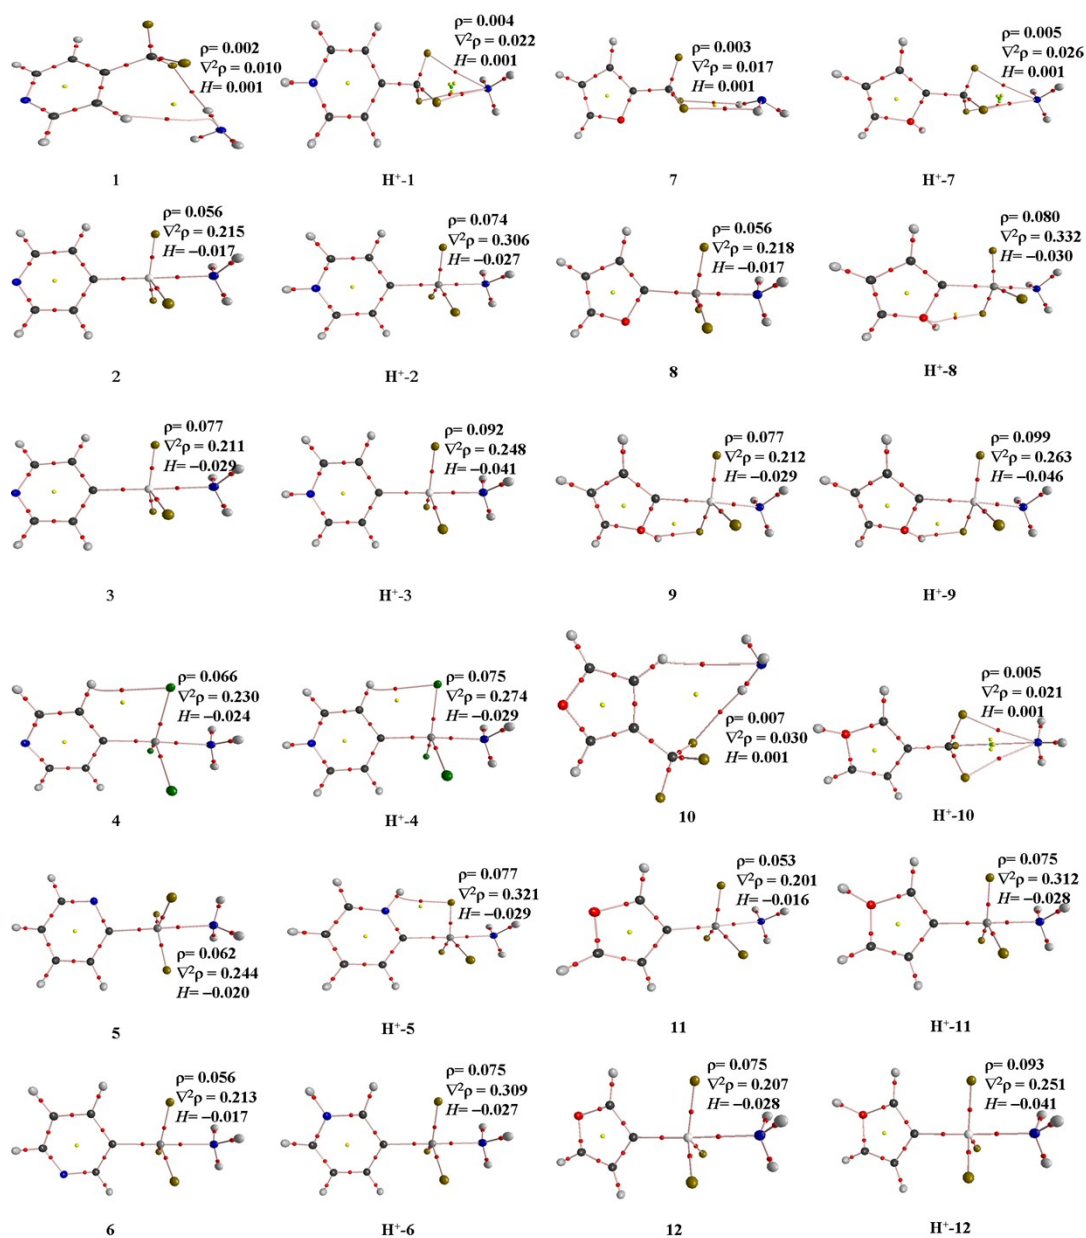 ρ= 0.002
∇²ρ = 0.010
H= 0.001
1
ρ= 0.004
∇²ρ = 0.022
H= 0.001
H⁺-1
ρ= 0.003
∇²ρ = 0.017
H= 0.001
7
ρ= 0.005
∇²ρ = 0.026
H= 0.001
H⁺-7
ρ= 0.056
∇²ρ = 0.215
H= −0.017
2
ρ= 0.074
∇²ρ = 0.306
H= −0.027
H⁺-2
ρ= 0.056
∇²ρ = 0.218
H= −0.017
8
ρ= 0.080
∇²ρ = 0.332
H= −0.030
H⁺-8
ρ= 0.077
∇²ρ = 0.211
H= −0.029
3
ρ= 0.092
∇²ρ = 0.248
H= −0.041
H⁺-3
ρ= 0.077
∇²ρ = 0.212
H= −0.029
9
ρ= 0.099
∇²ρ = 0.263
H= −0.046
H⁺-9
ρ= 0.066
∇²ρ = 0.230
H= −0.024
4
ρ= 0.075
∇²ρ = 0.274
H= −0.029
H⁺-4
ρ= 0.007
∇²ρ = 0.030
H= 0.001
10
ρ= 0.005
∇²ρ = 0.021
H= 0.001
H⁺-10
ρ= 0.062
∇²ρ = 0.244
H= −0.020
5
ρ= 0.077
∇²ρ = 0.321
H= −0.029
H⁺-5
ρ= 0.053
∇²ρ = 0.201
H= −0.016
11
ρ= 0.075
∇²ρ = 0.312
H= −0.028
H⁺-11
ρ= 0.056
∇²ρ = 0.213
H= −0.017
6
ρ= 0.075
∇²ρ = 0.309
H= −0.027
H⁺-6
ρ= 0.075
∇²ρ = 0.207
H= −0.028
12
ρ= 0.093
∇²ρ = 0.251
H= −0.041
H⁺-12